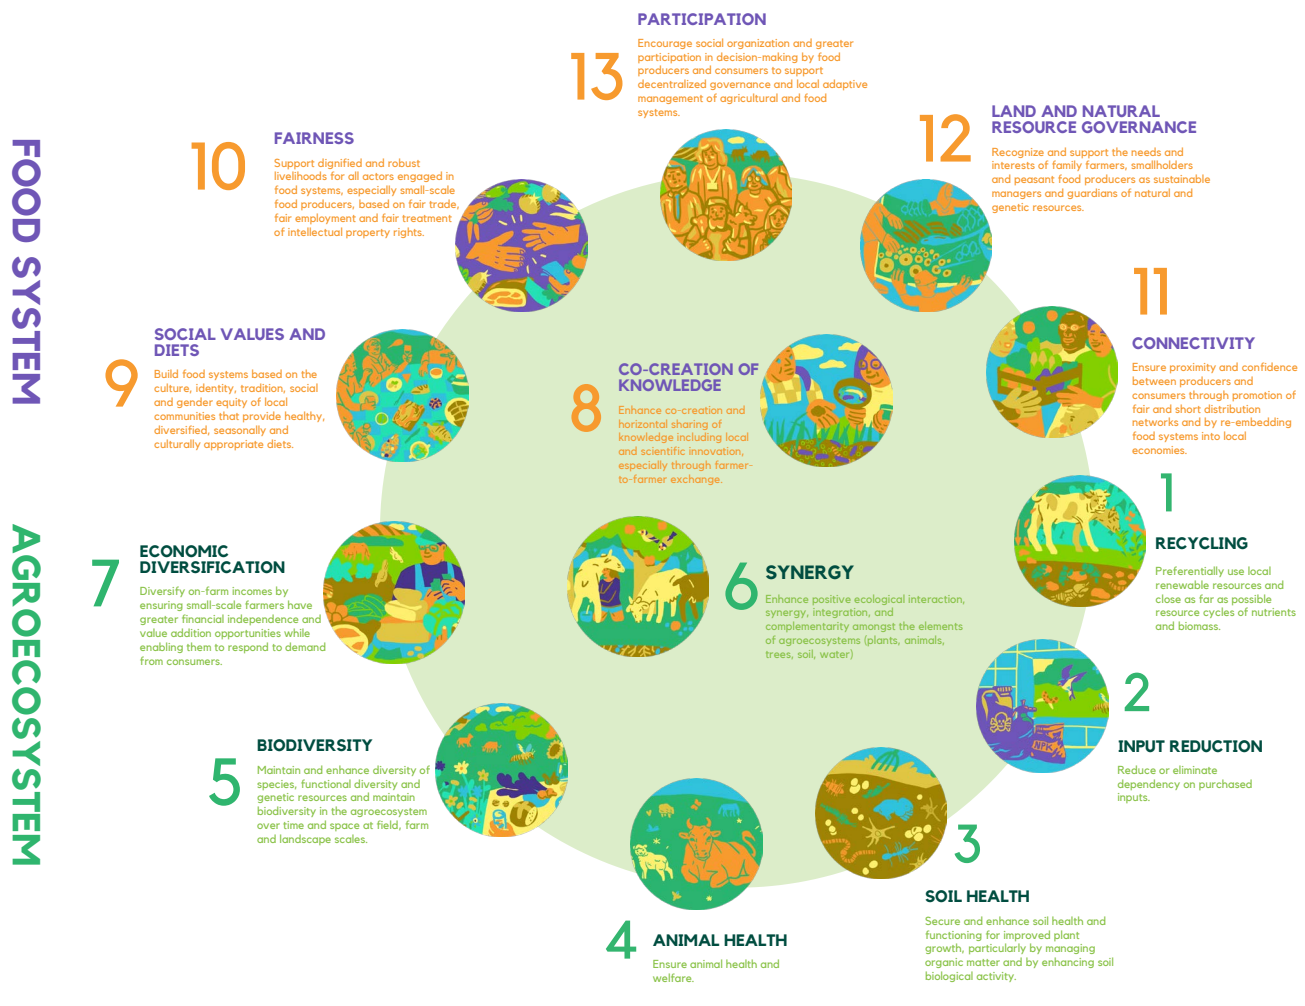 FOOD SYSTEM
AGROECOSYSTEM
13
PARTICIPATION
Encourage social organization and greater
participation in decision-making by food
producers and consumers to support
decentralized governance and local adaptive
management of agricultural and food
systems.
12
LAND AND NATURAL
RESOURCE GOVERNANCE
Recognize and support the needs and
interests of family farmers, smallholders
and peasant food producers as sustainable
managers and guardians of natural and
genetic resources.
10
FAIRNESS
Support dignified and robust
livelihoods for all actors engaged in
food systems, especially small-scale
food producers, based on fair trade,
fair employment and fair treatment
of intellectual property rights.
11
CONNECTIVITY
Ensure proximity and confidence
between producers and
consumers through promotion of
fair and short distribution
networks and by re-embedding
food systems into local
economies.
9
SOCIAL VALUES AND
DIETS
Build food systems based on the
culture, identity, tradition, social
and gender equity of local
communities that provide healthy,
diversified, seasonally and
culturally appropriate diets.
8
CO-CREATION OF
KNOWLEDGE
Enhance co-creation and
horizontal sharing of
knowledge including local
and scientific innovation,
especially through farmer-
to-farmer exchange.
1
RECYCLING
Preferentially use local
renewable resources and
close as far as possible
resource cycles of nutrients
and biomass.
7
ECONOMIC
DIVERSIFICATION
Diversify on-farm incomes by
ensuring small-scale farmers have
greater financial independence and
value addition opportunities while
enabling them to respond to demand
from consumers.
6
SYNERGY
Enhance positive ecological interaction,
synergy, integration, and
complementarity amongst the elements
of agroecosystems (plants, animals,
trees, soil, water)
2
INPUT REDUCTION
Reduce or eliminate
dependency on purchased
inputs.
NPK
5
BIODIVERSITY
Maintain and enhance diversity of
species, functional diversity and
genetic resources and maintain
biodiversity in the agroecosystem
over time and space at field, farm
and landscape scales.
3
SOIL HEALTH
Secure and enhance soil health and
functioning for improved plant
growth, particularly by managing
organic matter and by enhancing soil
biological activity.
4
ANIMAL HEALTH
Ensure animal health and
welfare.